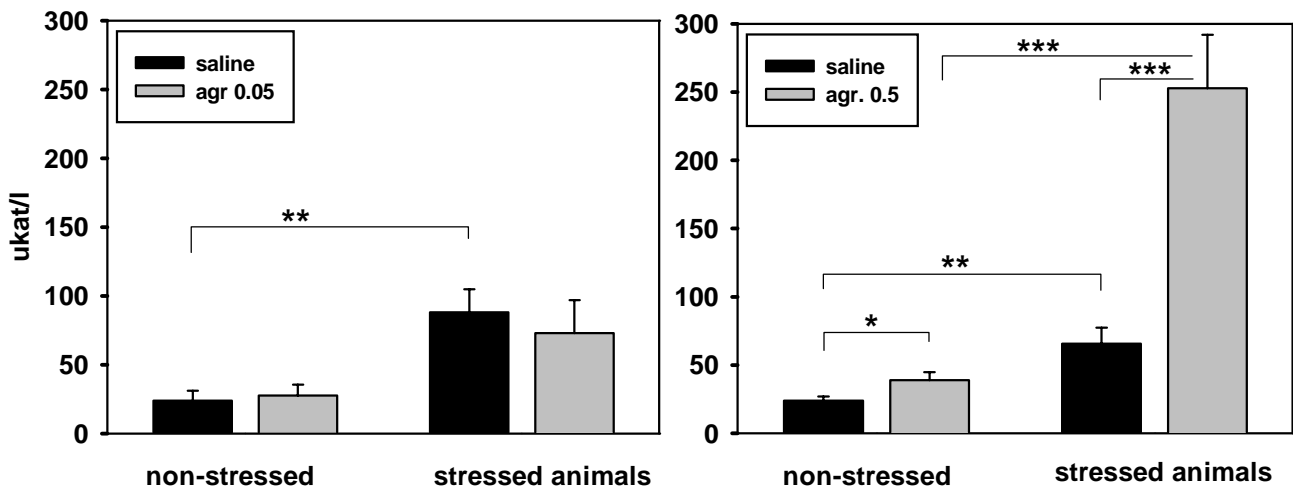 ukat/l
300
250
200
150
100
50
0
saline
agr 0.05
**
non-stressed
stressed animals
300
250
200
150
100
50
0
saline
agr. 0.5
***
***
**
*
non-stressed
stressed animals